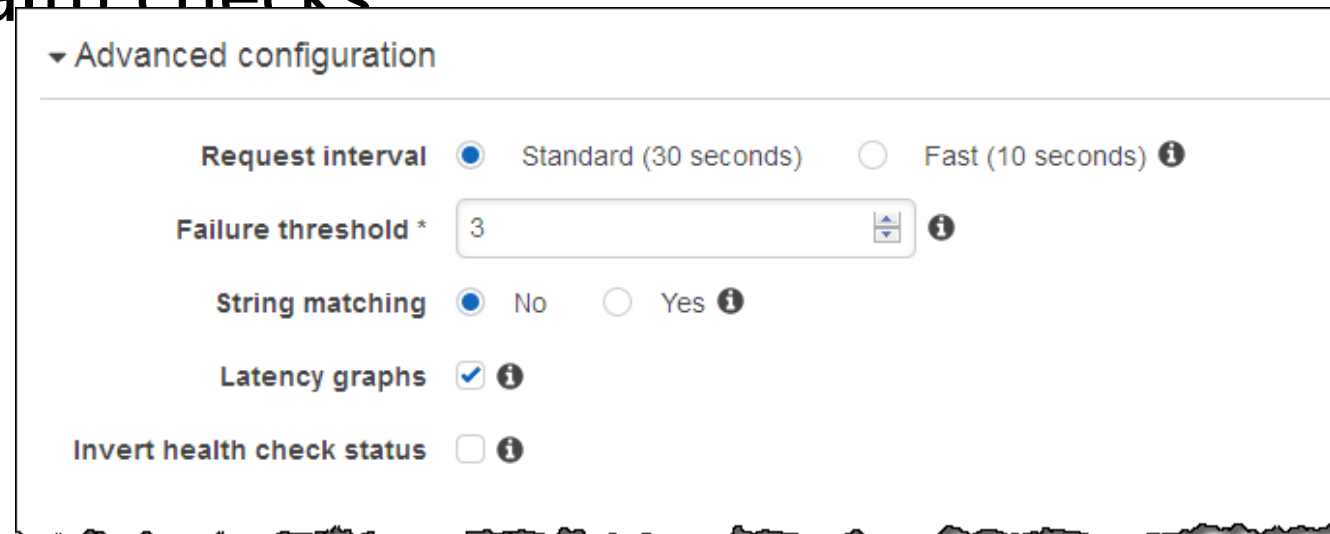 checks
Advanced configuration
Request interval Standard (30 seconds) Fast (10 seconds)
Failure threshold * 3
String matching No Yes
Latency graphs
Invert health check status